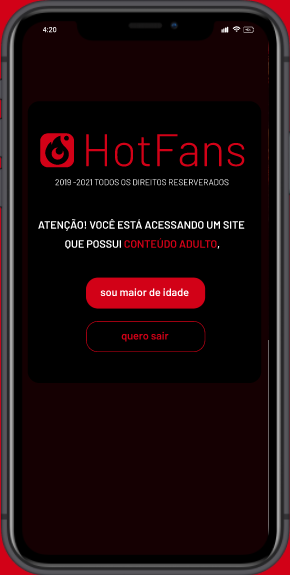 4:20
HotFans
2019 -2021 TODOS OS DIREITOS RESERVERADOS
ATENÇÃO! VOCÊ ESTÁ ACESSANDO UM SITE
QUE POSSUI CONTEÚDO ADULTO,
sou maior de idade
quero sair